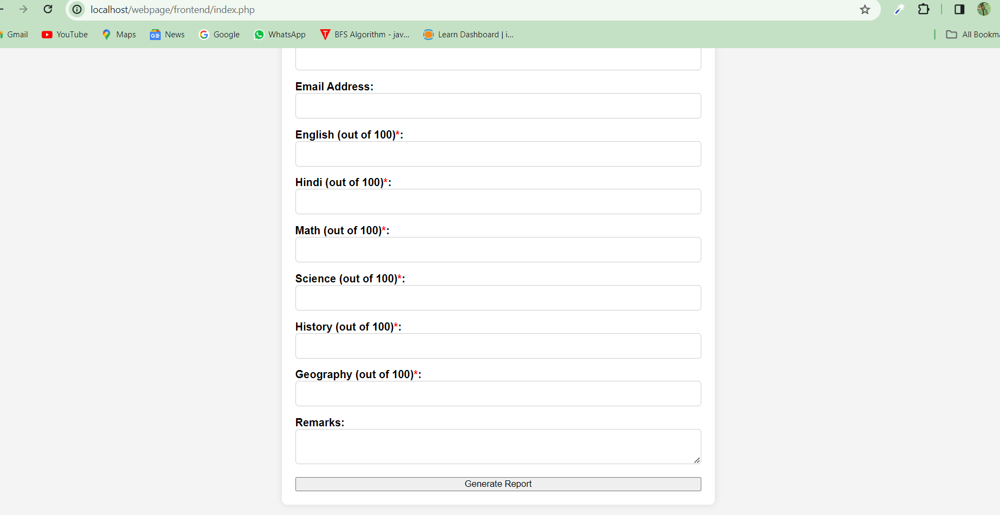 localhost/webpage/frontend/index.php
Gmail YouTube Maps News Google WhatsApp BFS Algorithm - jav... Learn Dashboard | i... All Bookma
Email Address:
English (out of 100)*:
Hindi (out of 100)*:
Math (out of 100)*:
Science (out of 100)*:
History (out of 100)*:
Geography (out of 100)*:
Remarks:
Generate Report